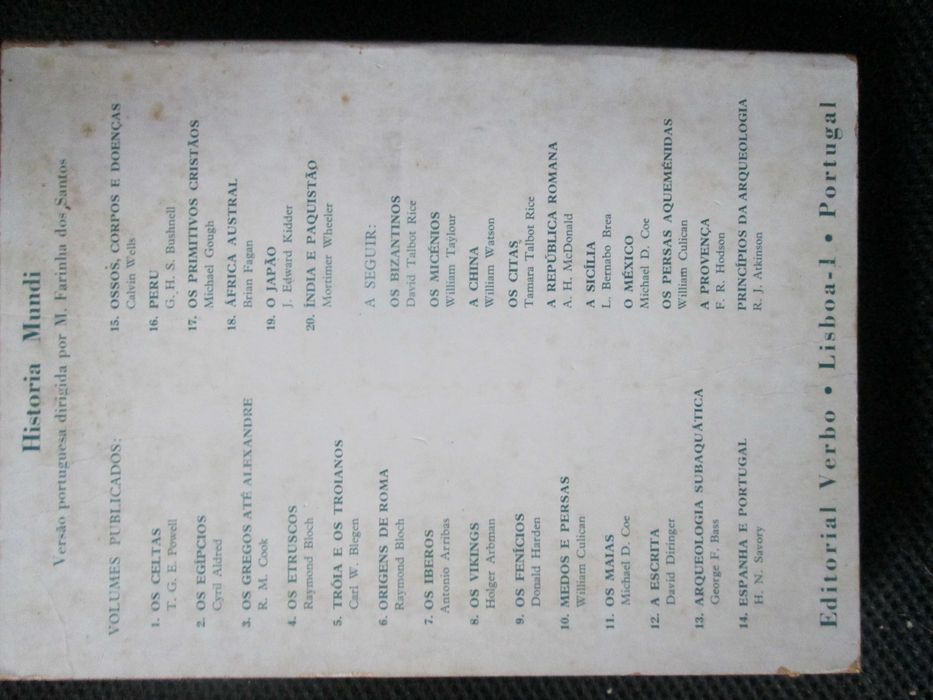 Historia Mundi
Versão portuguesa dirigida por M. Farinha dos Santos
VOLUMES PUBLICADOS:
1. OS CELTAS
T. G. E. Powell
2. OS EGÍPCIOS
Cyril Aldred
3. OS GREGOS ATÉ ALEXANDRE
R. M. Cook
4. OS ETRUSCOS
Raymond Bloch
5. TRÓIA E OS TROIANOS
Carl W. Blegen
6. ORIGENS DE ROMA
Raymond Bloch
7. OS IBEROS
Antonio Arribas
8. OS VIKINGS
Holger Arbman
9. OS FENÍCIOS
Donald Harden
10. MEDOS E PERSAS
William Culican
11. OS MAIAS
Michael D. Coe
12. A ESCRITA
David Diringer
13. ARQUEOLOGIA SUBAQUÁTICA
George F. Bass
14. ESPANHA E PORTUGAL
H. N. Savory
15. OSSOS, CORPOS E DOENÇAS
Calvin Wells
16. PERU
G. H. S. Bushnell
17. OS PRIMITIVOS CRISTÃOS
Michael Gough
18. ÁFRICA AUSTRAL
Brian Fagan
19. O JAPÃO
J. Edward Kidder
20. ÍNDIA E PAQUISTÃO
Mortimer Wheeler
A SEGUIR:
OS BIZANTINOS
David Talbot Rice
OS MICÉNIOS
William Taylour
A CHINA
William Watson
OS CITAS
Tamara Talbot Rice
A REPÚBLICA ROMANA
A. H. McDonald
A SICÍLIA
L. Bernabo Brea
O MÉXICO
Michael D. Coe
OS PERSAS AQUEMÉNIDAS
William Culican
A PROVENÇA
F. R. Hodson
PRINCÍPIOS DA ARQUEOLOGIA
R. J. Atkinson
Editorial Verbo • Lisboa-1 • Portugal